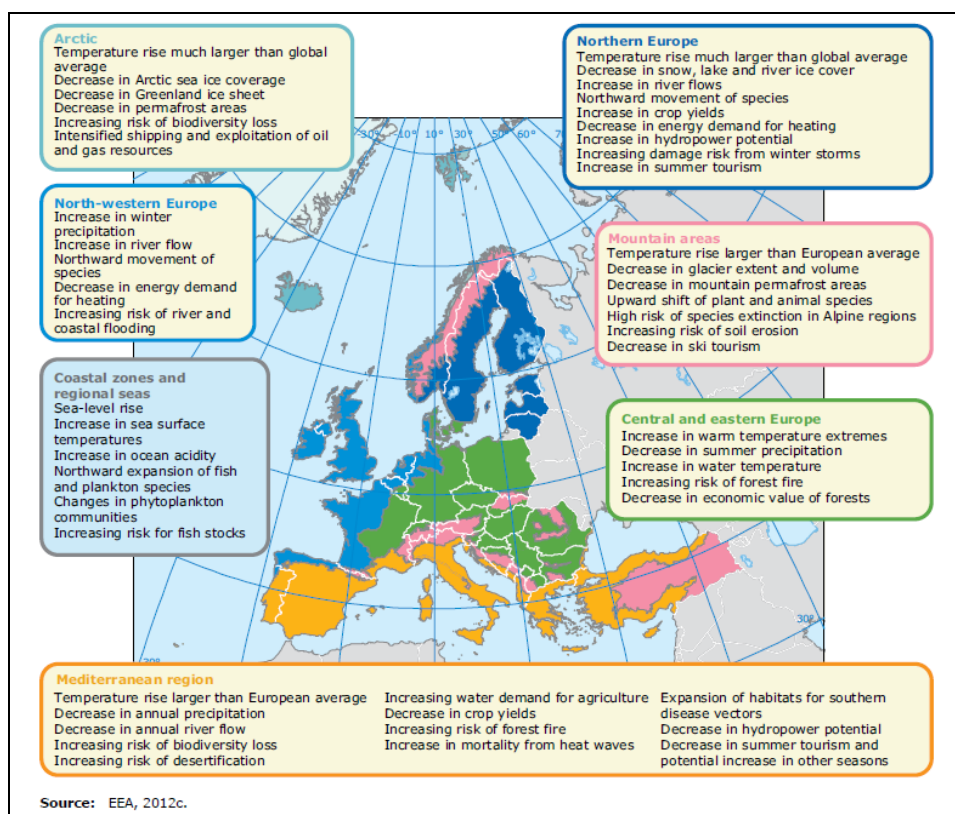 Arctic
Temperature rise much larger than global
average
Decrease in Arctic sea ice coverage
Decrease in Greenland ice sheet
Decrease in permafrost areas
Increasing risk of biodiversity loss
Intensified shipping and exploitation of oil
and gas resources
Northern Europe
Temperature rise much larger than global average
Decrease in snow, lake and river ice cover
Increase in river flows
Northward movement of species
Increase in crop yields
Decrease in energy demand for heating
Increase in hydropower potential
Increasing damage risk from winter storms
Increase in summer tourism
-30° -10° 10° 30° 50° 60°
North-western Europe
Increase in winter
precipitation
Increase in river flow
Northward movement of
species
Decrease in energy demand
for heating
Increasing risk of river and
coastal flooding
Mountain areas
Temperature rise larger than European average
Decrease in glacier extent and volume
Decrease in mountain permafrost areas
Upward shift of plant and animal species
High risk of species extinction in Alpine regions
Increasing risk of soil erosion
Decrease in ski tourism
Coastal zones and
regional seas
Sea-level rise
Increase in sea surface
temperatures
Increase in ocean acidity
Northward expansion of fish
and plankton species
Changes in phytoplankton
communities
Increasing risk for fish stocks
Central and eastern Europe
Increase in warm temperature extremes
Decrease in summer precipitation
Increase in water temperature
Increasing risk of forest fire
Decrease in economic value of forests
30°
Mediterranean region
Temperature rise larger than European average
Decrease in annual precipitation
Decrease in annual river flow
Increasing risk of biodiversity loss
Increasing risk of desertification
Increasing water demand for agriculture
Decrease in crop yields
Increasing risk of forest fire
Increase in mortality from heat waves
Expansion of habitats for southern
disease vectors
Decrease in hydropower potential
Decrease in summer tourism and
potential increase in other seasons
Source: EEA, 2012c.